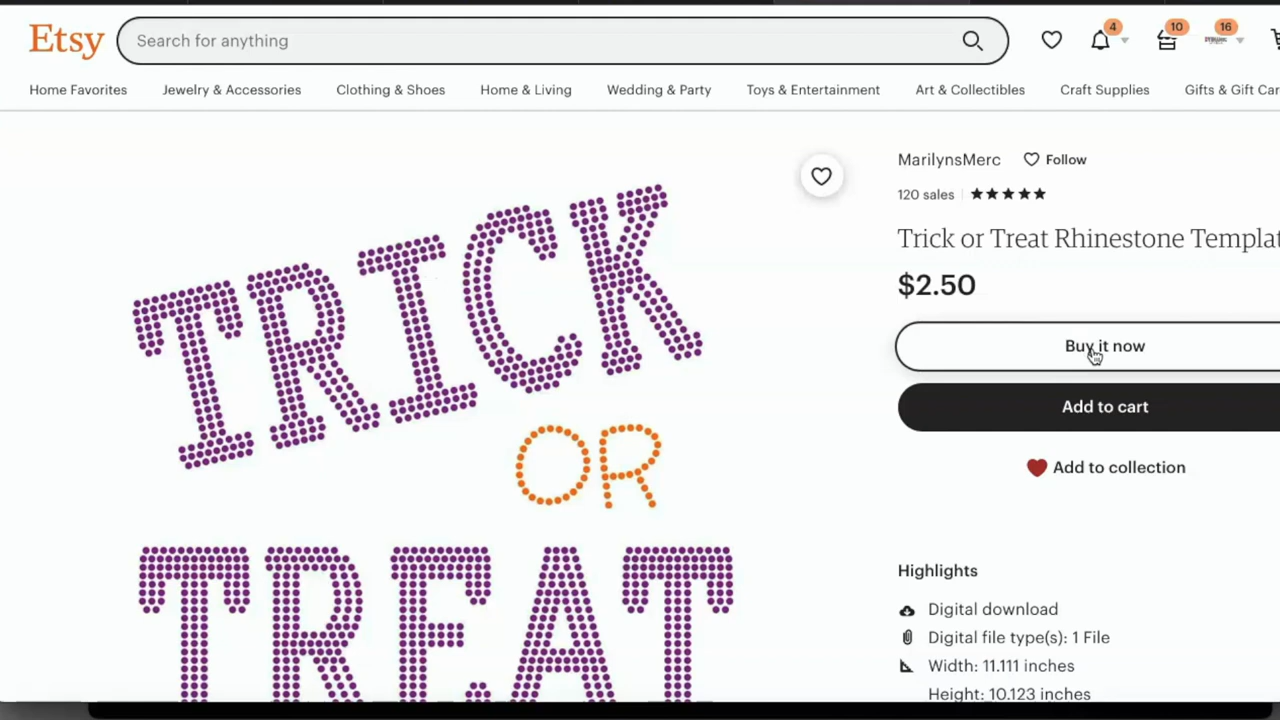 Etsy
Search for anything
4
10
16
Home Favorites
Jewelry & Accessories
Clothing & Shoes
Home & Living
Wedding & Party
Toys & Entertainment
Art & Collectibles
Craft Supplies
Gifts & Gift Car
MarilynsMerc
Follow
120 sales
Trick or Treat Rhinestone Templat
$2.50
Buy it now
Add to cart
Add to collection
Highlights
Digital download
Digital file type(s): 1 File
Width: 11.111 inches
Height: 10.123 inches
TRICK
OR
TREAT